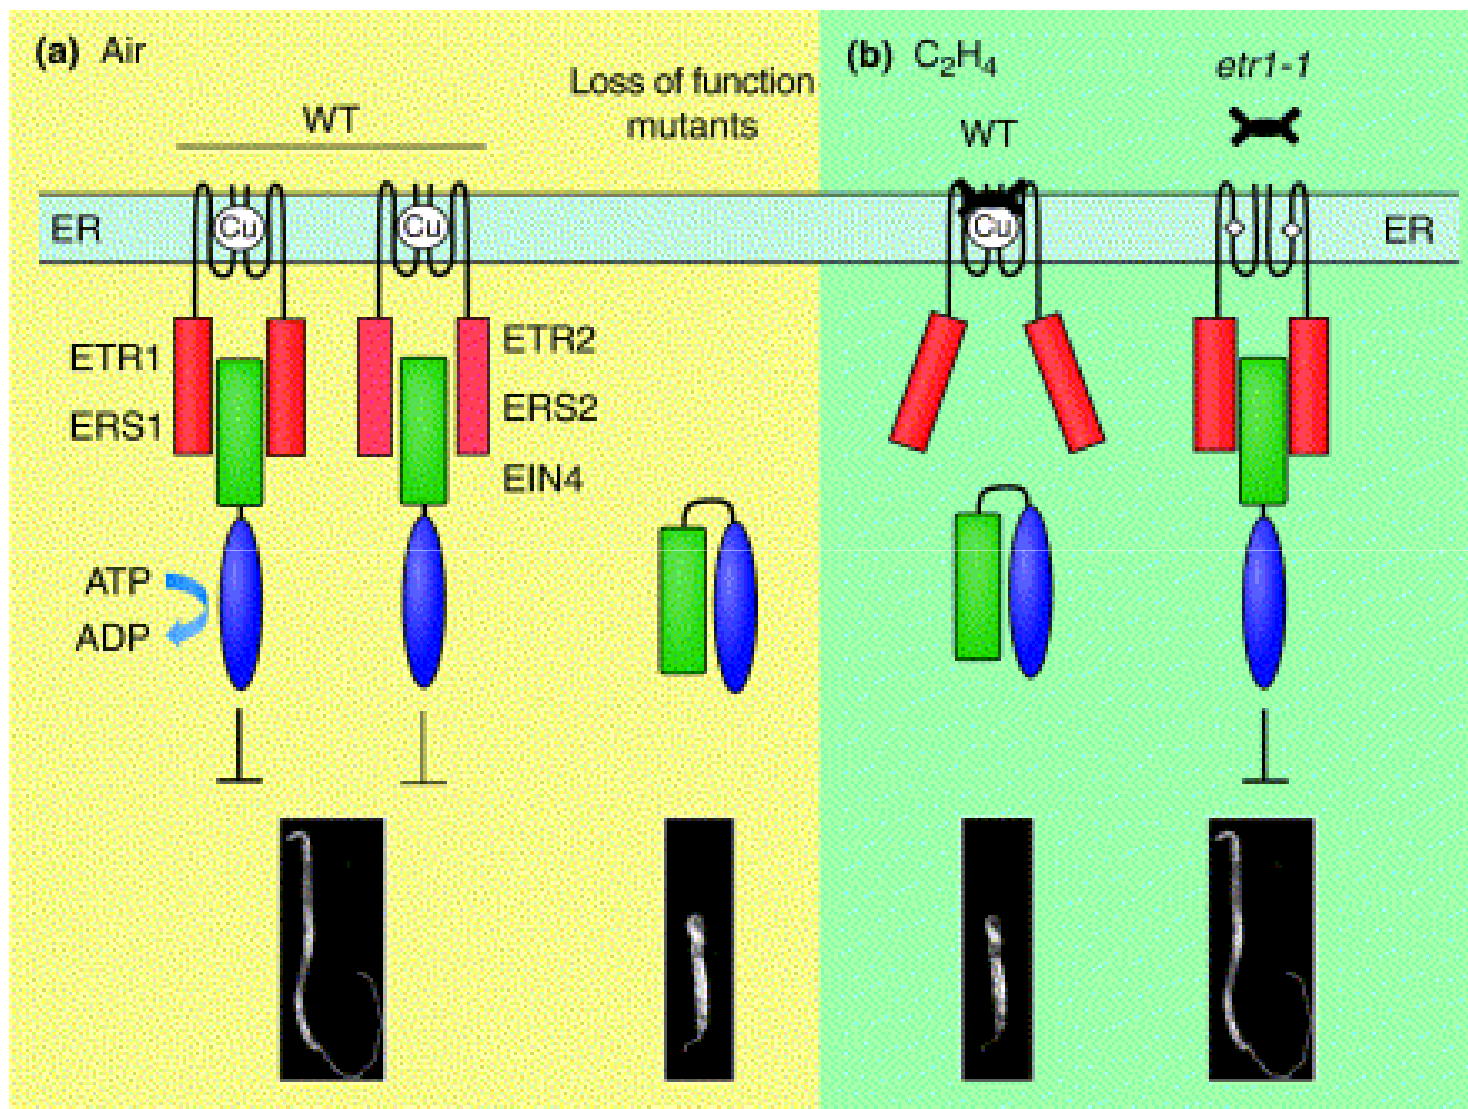 (a) Air
WT
Loss of function
mutants
(b) C₂H₄
etr1-1
WT
ER
Cu
Cu
Cu
ER
ETR1
ERS1
ETR2
ERS2
EIN4
ATP
ADP